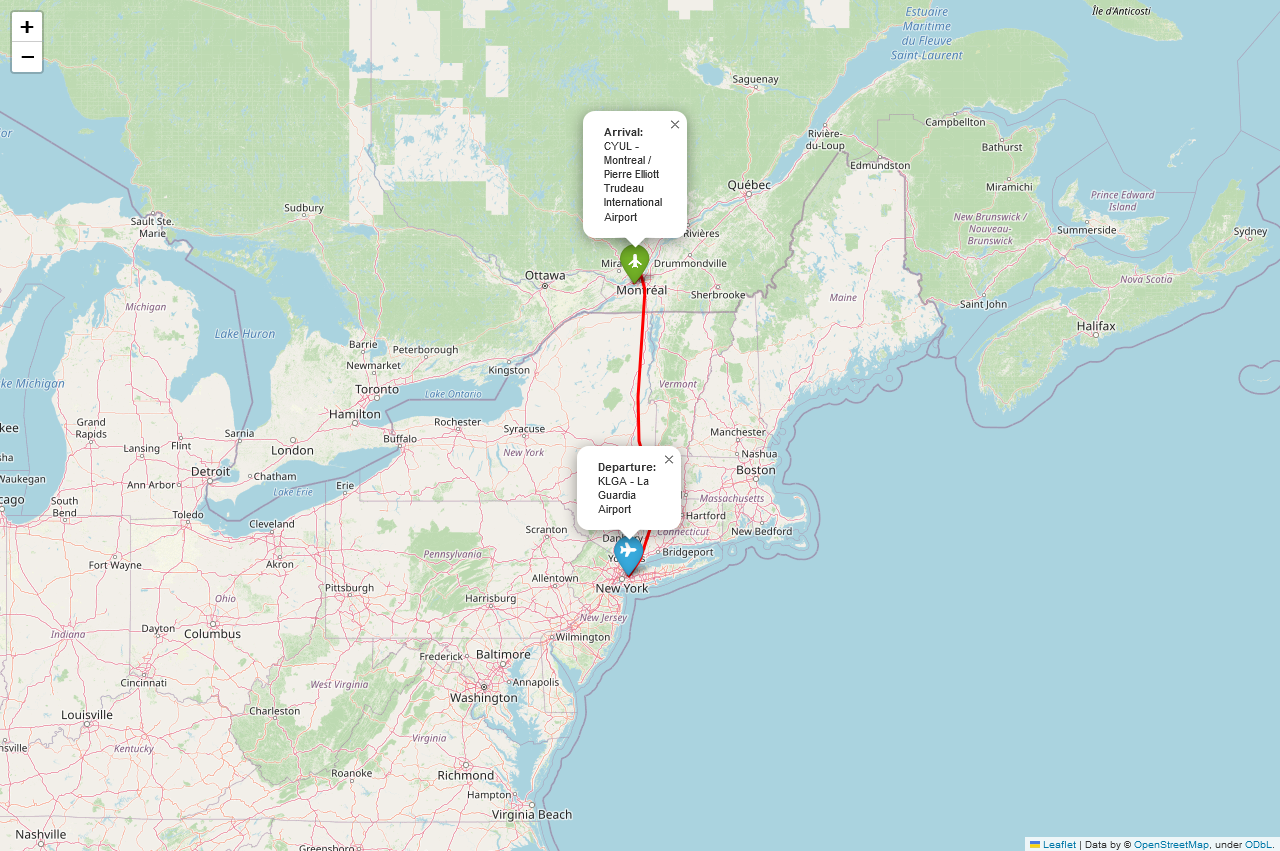 +
−
Île d'Anticosti
Estuaire
Maritime
du Fleuve
Saint-Laurent
Saguenay
Rivière-
du-Loup
Campbellton
Bathurst
Edmundston
Miramichi
Prince Edward
Island
Québec
New Brunswick /
Nouveau-
Brunswick
Summerside
Sydney
Nova Scotia
Saint John
Halifax
Maine
Sault Ste.
Marie
Sudbury
×
Arrival:
CYUL -
Montreal /
Pierre Elliott
Trudeau
International
Airport
Rivières
Mira
Drummondville
Ottawa
Montréal
Sherbrooke
Michigan
Lake Huron
Barrie
Peterborough
Newmarket
Kingston
Toronto
Lake Ontario
Hamilton
Vermont
ke Michigan
kee
Grand
Rapids
Lansing
Flint
Sarnia
London
Buffalo
Rochester
Syracuse
New York
Manchester
Nashua
Boston
Massachusetts
sha
Waukegan
cago
South
Bend
Ann Arbor
Detroit
Chatham
Lake Erie
Erie
Toledo
Cleveland
Akron
Fort Wayne
×
Departure:
KLGA - La
Guardia
Airport
Hartford
Connecticut
New Bedford
Bridgeport
Scranton
Pennsylvania
Allentown
New York
New Jersey
Pittsburgh
Harrisburg
Ohio
Indiana
Dayton
Columbus
Wilmington
Frederick
Baltimore
Annapolis
Washington
Cincinnati
West Virginia
Charleston
Louisville
nsville
Kentucky
Virginia
Roanoke
Richmond
Hampton
Virginia Beach
Nashville
Greensboro
Leaflet | Data by © OpenStreetMap, under ODbL.